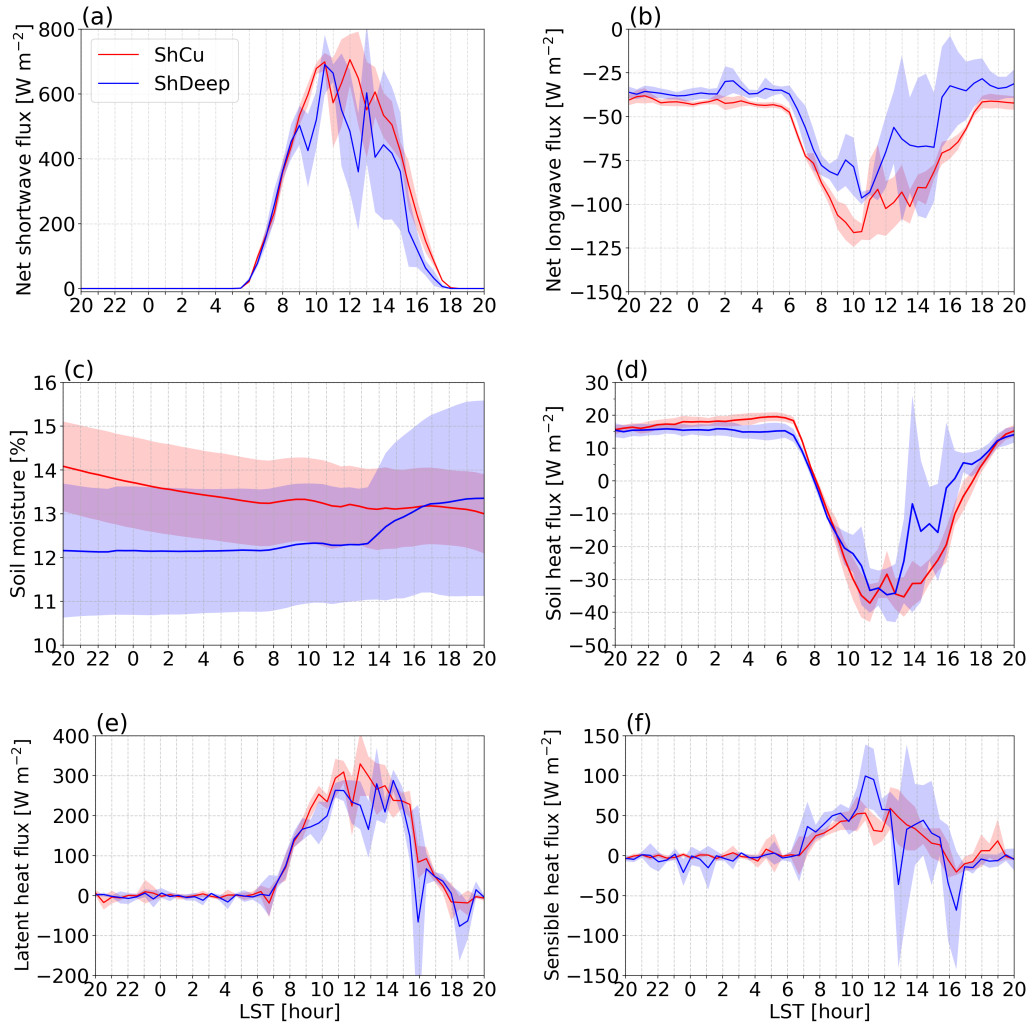 (a)
(b)
Net shortwave flux [W m⁻²]
800
600
400
200
0
ShCu
ShDeep
20 22 0 2 4 6 8 10 12 14 16 18 20
Net longwave flux [W m⁻²]
0
−25
−50
−75
−100
−125
−150
20 22 0 2 4 6 8 10 12 14 16 18 20
(c)
(d)
Soil moisture [%]
16
15
14
13
12
11
10
20 22 0 2 4 6 8 10 12 14 16 18 20
Soil heat flux [W m⁻²]
30
20
10
0
−10
−20
−30
−40
−50
20 22 0 2 4 6 8 10 12 14 16 18 20
(e)
(f)
Latent heat flux [W m⁻²]
400
300
200
100
0
−100
−200
20 22 0 2 4 6 8 10 12 14 16 18 20
LST [hour]
Sensible heat flux [W m⁻²]
150
100
50
0
−50
−100
−150
20 22 0 2 4 6 8 10 12 14 16 18 20
LST [hour]